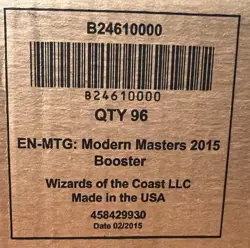 B24610000
B24610000
QTY 96
EN-MTG: Modern Masters 2015
Booster
Wizards of the Coast LLC
Made in the USA
458429930
Date 02/2015